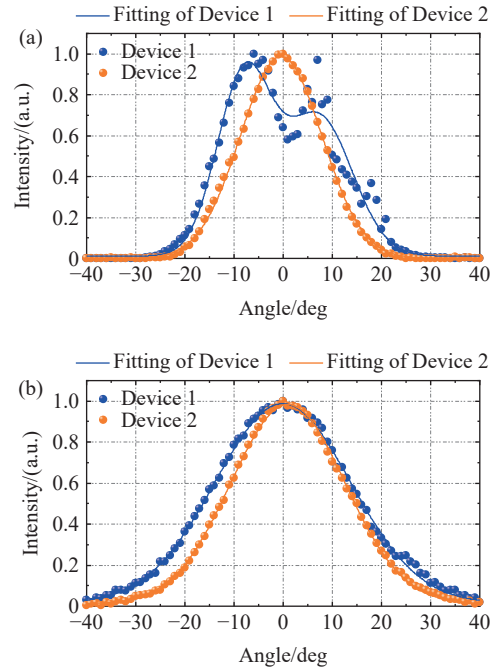 Fitting of Device 1 Fitting of Device 2
(a)
Device 1
Device 2
Intensity/(a.u.)
1.0
0.8
0.6
0.4
0.2
0
−40 −30 −20 −10 0 10 20 30 40
Angle/deg
Fitting of Device 1 Fitting of Device 2
(b)
Device 1
Device 2
Intensity/(a.u.)
1.0
0.8
0.6
0.4
0.2
0
−40 −30 −20 −10 0 10 20 30 40
Angle/deg